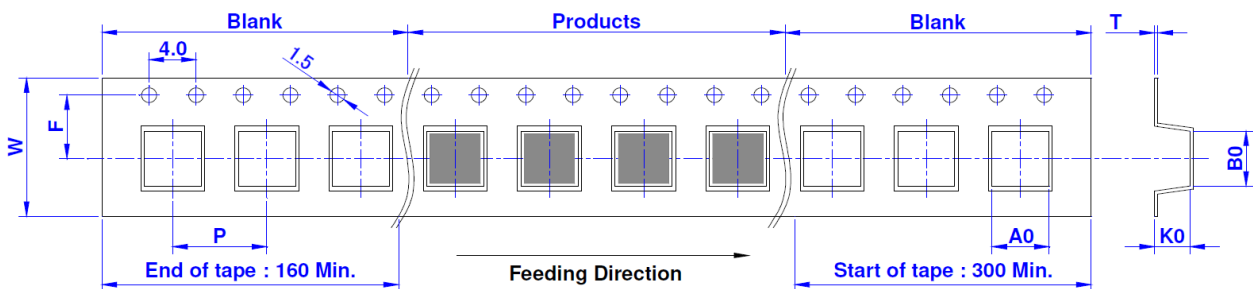 Blank
Products
Blank
T
4.0
1.5
F
W
B0
P
A0
K0
End of tape : 160 Min.
Feeding Direction
Start of tape : 300 Min.